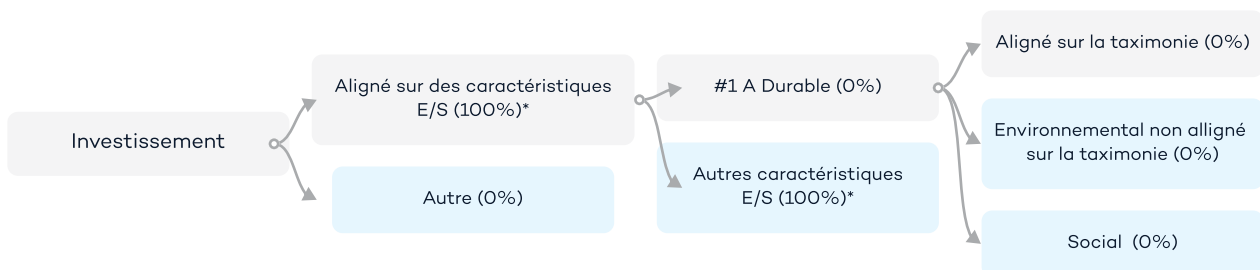 Investissement
Aligné sur des caractéristiques
E/S (100%)*
Autre (0%)
#1 A Durable (0%)
Autres caractéristiques
E/S (100%)*
Aligné sur la taximonie (0%)
Environnemental non alligné
sur la taximonie (0%)
Social (0%)